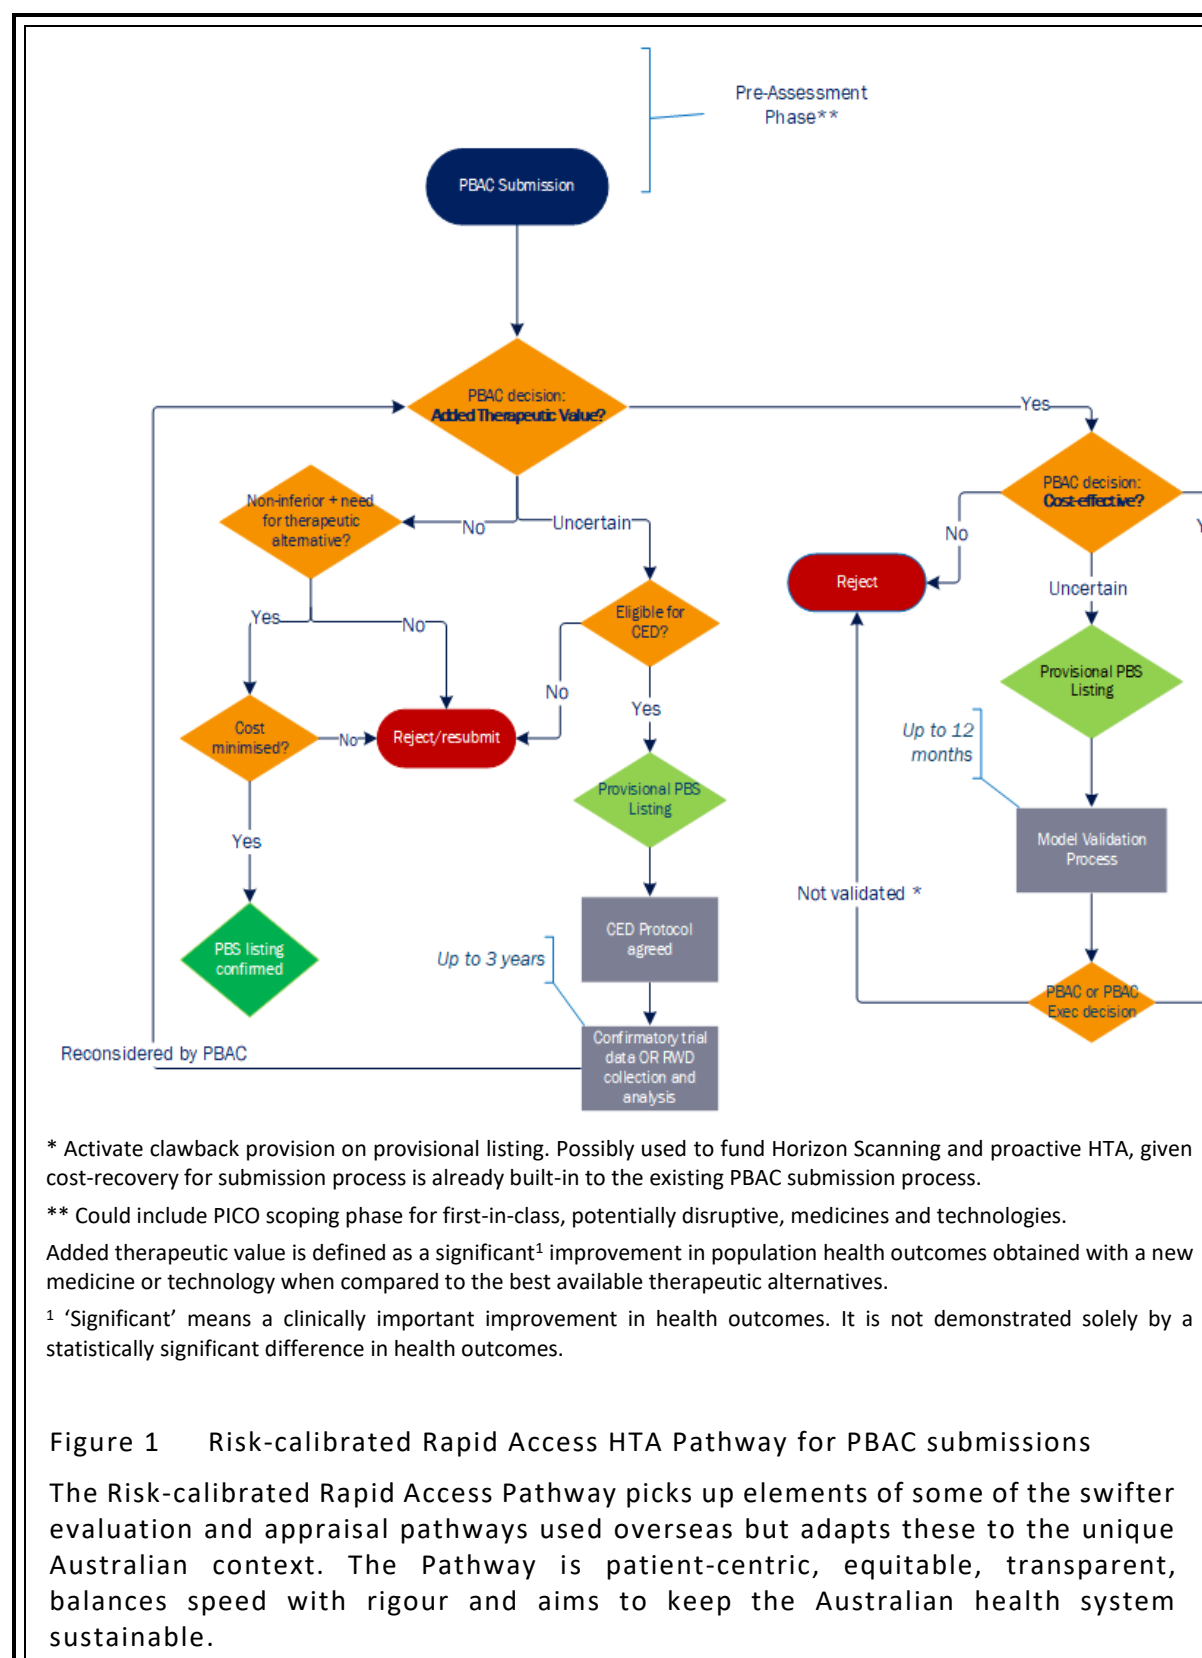 Pre-Assessment
Phase**
PBAC Submission
PBAC decision:
Added Therapeutic Value?
Yes
Non-inferior + need
for therapeutic
alternative?
No
Uncertain
PBAC decision:
Cost-effective?
No
Reject
Uncertain
Yes
No
Eligible for
CED?
No
Yes
Provisional PBS
Listing
Cost
minimised?
No
Reject/resubmit
Up to 12
months
Provisional PBS
Listing
Yes
Model Validation
Process
Not validated *
PBS listing
confirmed
Up to 3 years
CED Protocol
agreed
PBAC or PBAC
Exec decision
Reconsidered by PBAC
Confirmatory trial
data OR RWD
collection and
analysis
* Activate clawback provision on provisional listing. Possibly used to fund Horizon Scanning and proactive HTA, given
cost-recovery for submission process is already built-in to the existing PBAC submission process.
** Could include PICO scoping phase for first-in-class, potentially disruptive, medicines and technologies.
Added therapeutic value is defined as a significant¹ improvement in population health outcomes obtained with a new
medicine or technology when compared to the best available therapeutic alternatives.
¹ ‘Significant’ means a clinically important improvement in health outcomes. It is not demonstrated solely by a
statistically significant difference in health outcomes.
Figure 1 Risk-calibrated Rapid Access HTA Pathway for PBAC submissions
The Risk-calibrated Rapid Access Pathway picks up elements of some of the swifter
evaluation and appraisal pathways used overseas but adapts these to the unique
Australian context. The Pathway is patient-centric, equitable, transparent,
balances speed with rigour and aims to keep the Australian health system
sustainable.